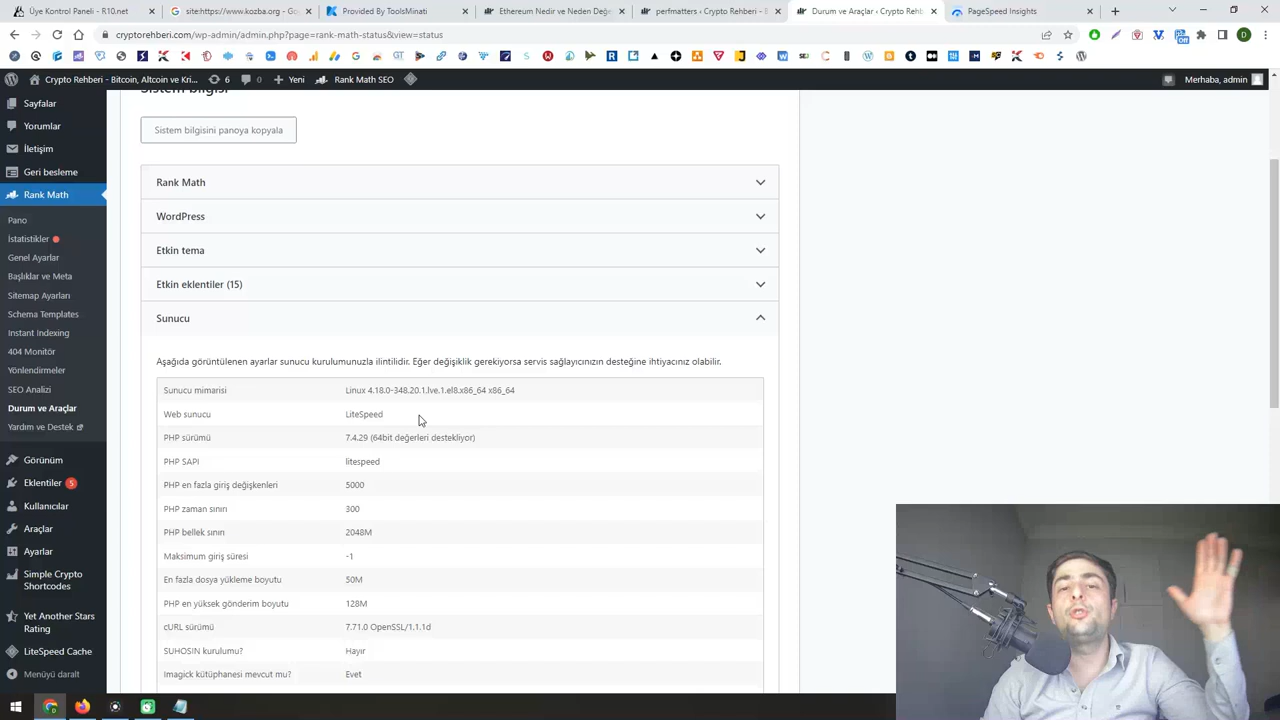 Üye Kontrol Paneli - R10.net
site:https://www.kozba.org - Go
Provided By ToolsMinati
Ethereum Nedir ve Neden Değe
perfmatters ‹ Crypto Rehberi - B
Durum ve Araçlar ‹ Crypto Rehb
PageSpeed Insights
cryptorehberi.com/wp-admin/admin.php?page=rank-math-status&view=status
Crypto Rehberi - Bitcoin, Altcoin ve Kri...
6
0
Yeni
Rank Math SEO
Merhaba, admin
Sayfalar
Yorumlar
İletişim
Geri besleme
Rank Math
Pano
İstatistikler
Genel Ayarlar
Başlıklar ve Meta
Sitemap Ayarları
Schema Templates
Instant Indexing
404 Monitör
Yönlendirmeler
SEO Analizi
Durum ve Araçlar
Yardım ve Destek
Görünüm
Eklentiler 5
Kullanıcılar
Araçlar
Ayarlar
Simple Crypto
Shortcodes
Yet Another Stars
Rating
LiteSpeed Cache
Menüyü daralt
Sistem bilgisi
Sistem bilgisini panoya kopyala
Rank Math
WordPress
Etkin tema
Etkin eklentiler (15)
Sunucu
Aşağıda görüntülenen ayarlar sunucu kurulumunuzla ilintilidir. Eğer değişiklik gerekiyorsa servis sağlayıcınızın desteğine ihtiyacınız olabilir.
Sunucu mimarisi Linux 4.18.0-348.20.1.lve.1.el8.x86_64 x86_64
Web sunucu LiteSpeed
PHP sürümü 7.4.29 (64bit değerleri destekliyor)
PHP SAPI litespeed
PHP en fazla giriş değişkenleri 5000
PHP zaman sınırı 300
PHP bellek sınırı 2048M
Maksimum giriş süresi -1
En fazla dosya yükleme boyutu 50M
PHP en yüksek gönderim boyutu 128M
cURL sürümü 7.71.0 OpenSSL/1.1.1d
SUHOSIN kurulumu? Hayır
Imagick kütüphanesi mevcut mu? Evet